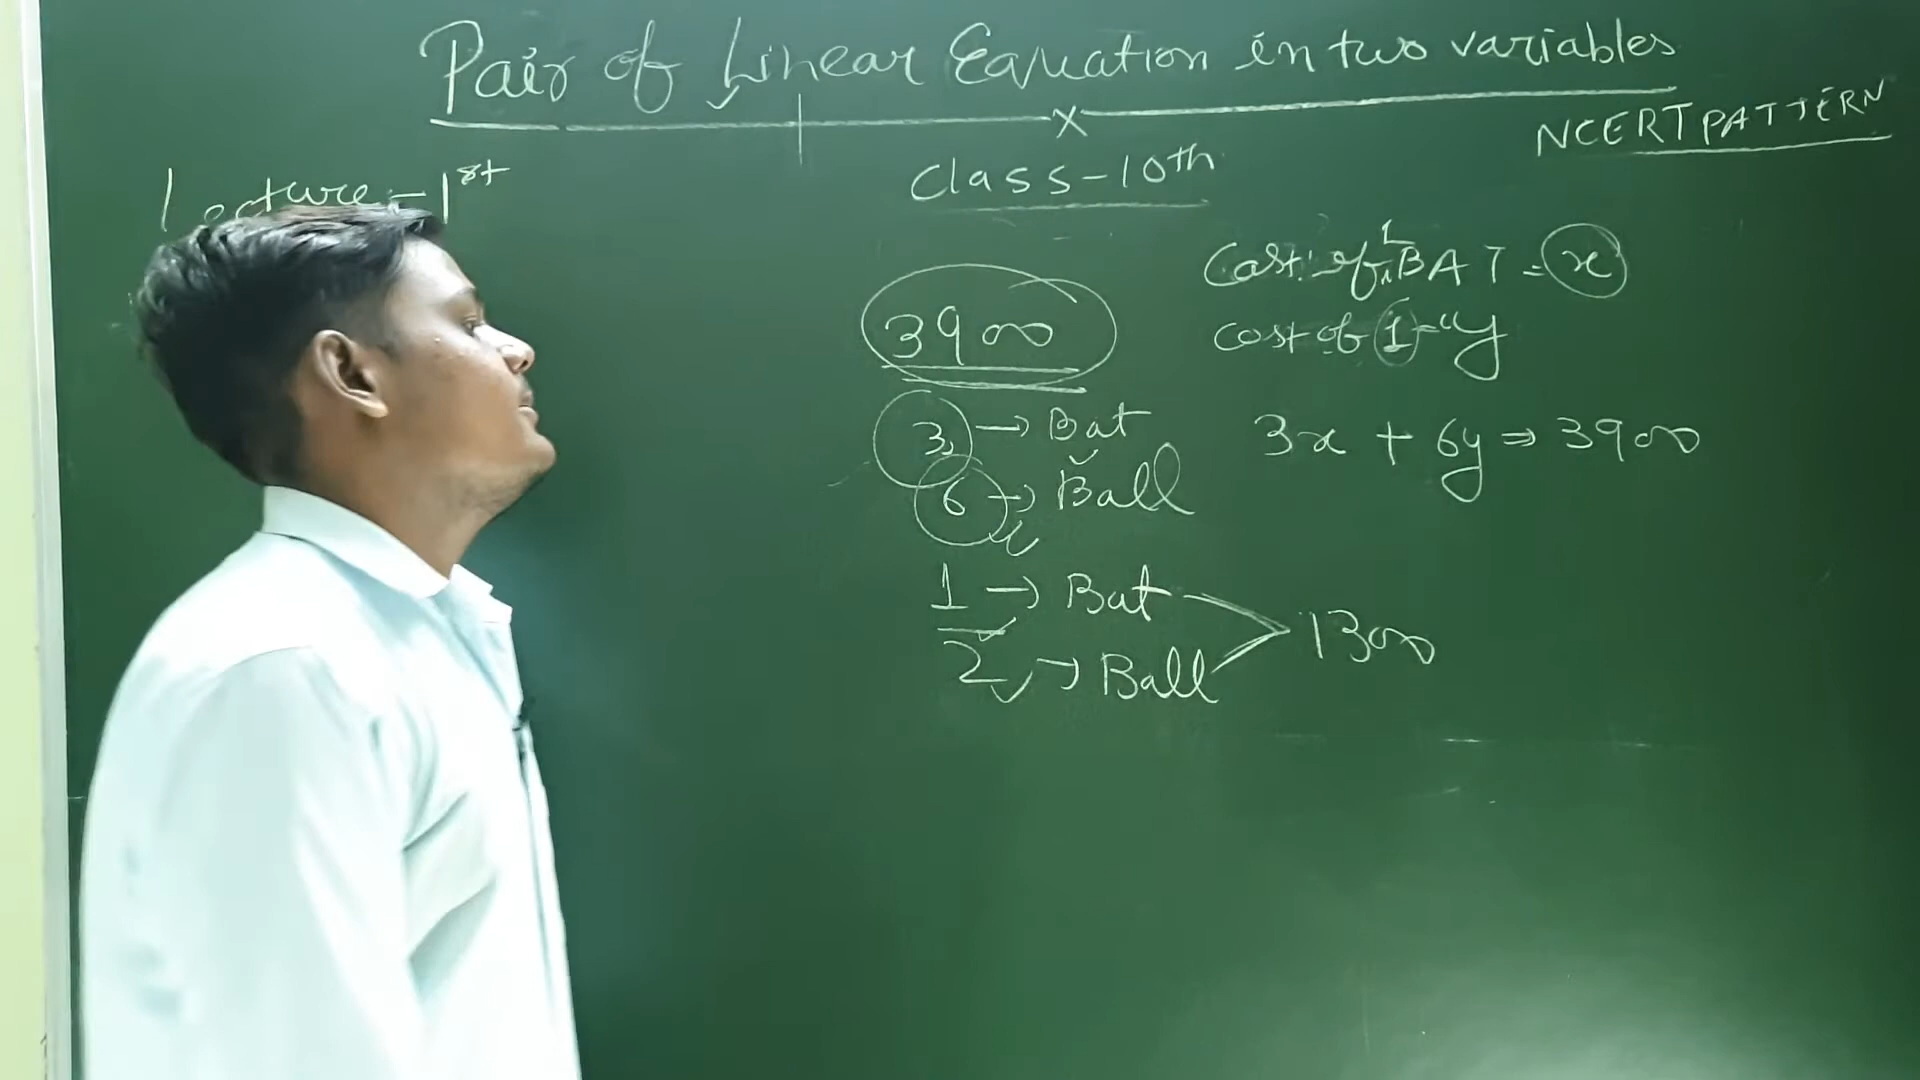 Pair of Linear Equation in two variables
NCERT PATTERN
Class-10th
Lecture-1st
Cost of 1 BAT = x
3900
Cost of 1 = " y
3 → Bat
3x + 6y ⇒ 3900
6 → Ball
1 → Bat
1300
2 → Ball